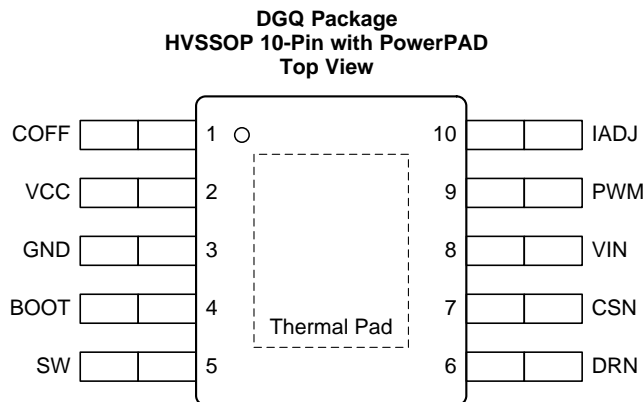 DGQ Package
HVSSOP 10-Pin with PowerPAD
Top View
COFF 1 10 IADJ
VCC 2 9 PWM
GND 3 8 VIN
BOOT 4 7 CSN
Thermal Pad
SW 5 6 DRN